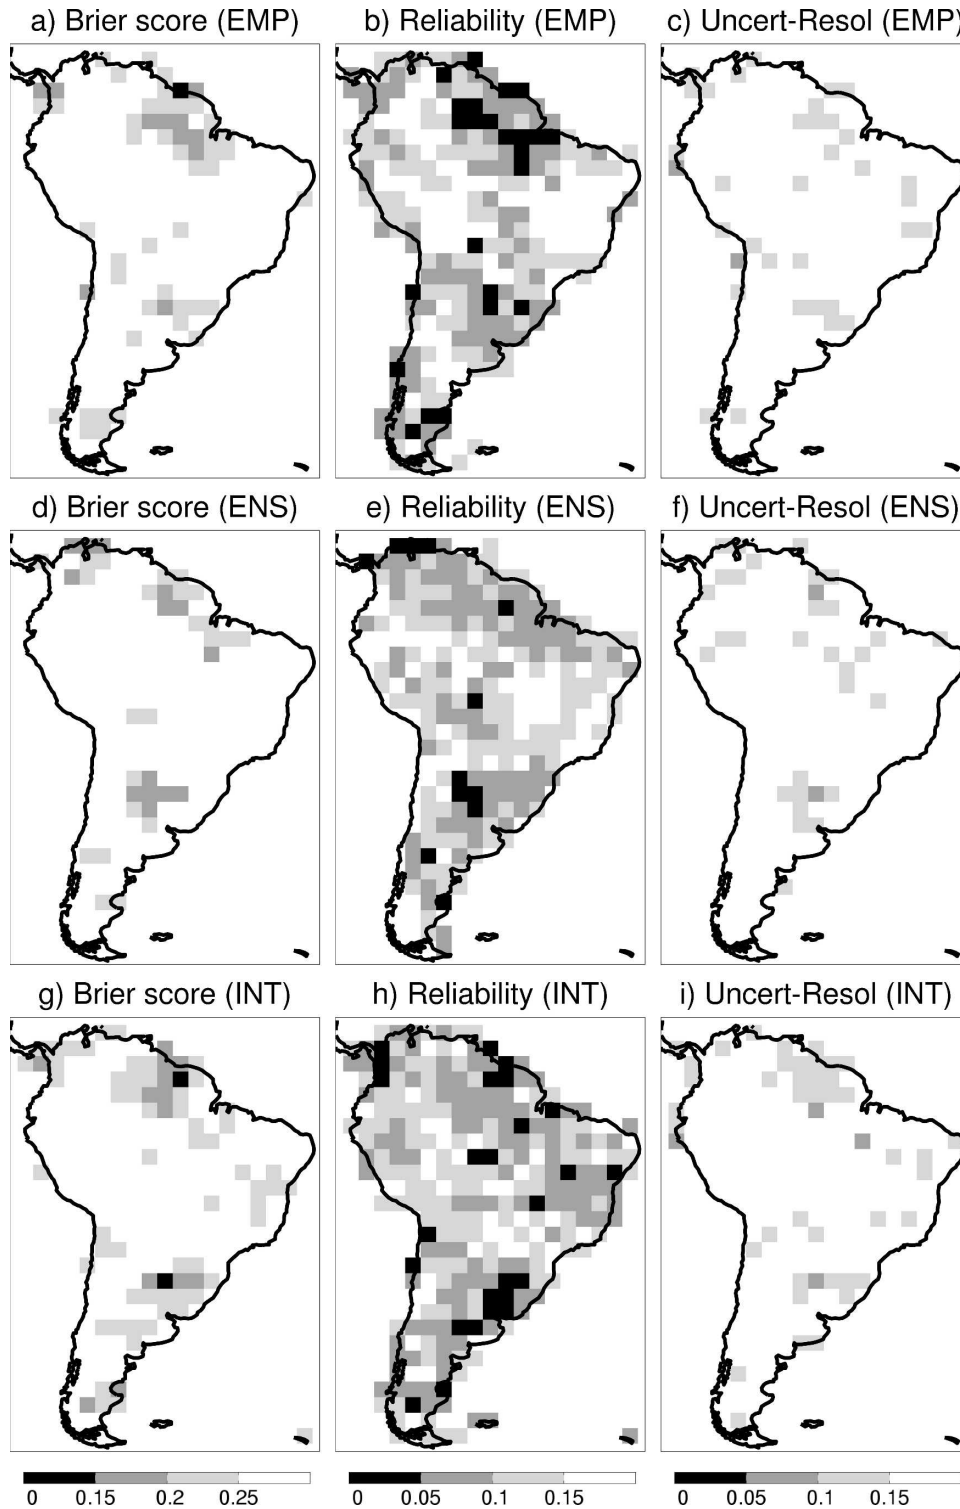 a) Brier score (EMP) b) Reliability (EMP) c) Uncert-Resol (EMP)
d) Brier score (ENS) e) Reliability (ENS) f) Uncert-Resol (ENS)
g) Brier score (INT) h) Reliability (INT) i) Uncert-Resol (INT)
0 0.15 0.2 0.25 0 0.05 0.1 0.15 0 0.05 0.1 0.15